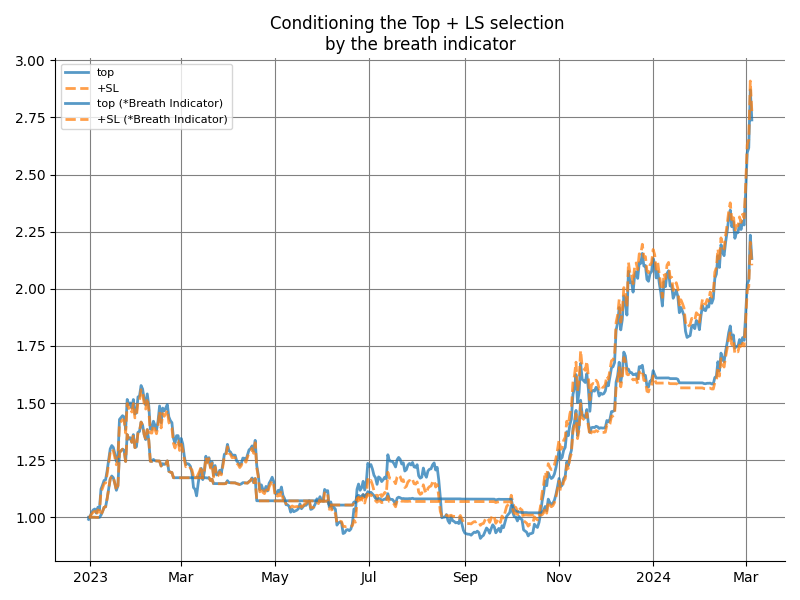 Conditioning the Top + LS selection
by the breath indicator
3.00
2.75
2.50
2.25
2.00
1.75
1.50
1.25
1.00
top
+SL
top (*Breath Indicator)
+SL (*Breath Indicator)
2023 Mar May Jul Sep Nov 2024 Mar